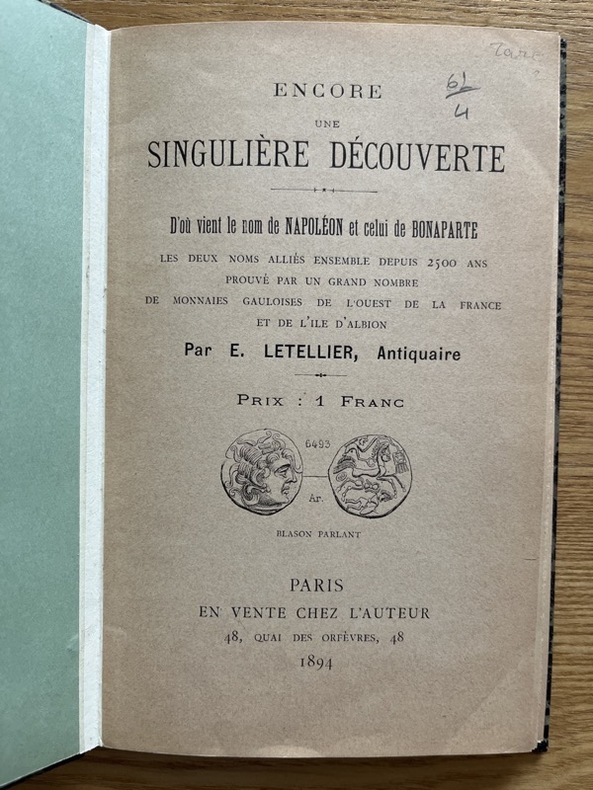 ENCORE
UNE
SINGULIÈRE DÉCOUVERTE
D'où vient le nom de NAPOLÉON et celui de BONAPARTE
LES DEUX NOMS ALLIÉS ENSEMBLE DEPUIS 2500 ANS
PROUVÉ PAR UN GRAND NOMBRE
DE MONNAIES GAULOISES DE L'OUEST DE LA FRANCE
ET DE L'ILE D'ALBION
Par E. LETELLIER, Antiquaire
PRIX : 1 FRANC
6493
Ar.
BLASON PARLANT
PARIS
EN VENTE CHEZ L'AUTEUR
48, QUAI DES ORFÈVRES, 48
1894